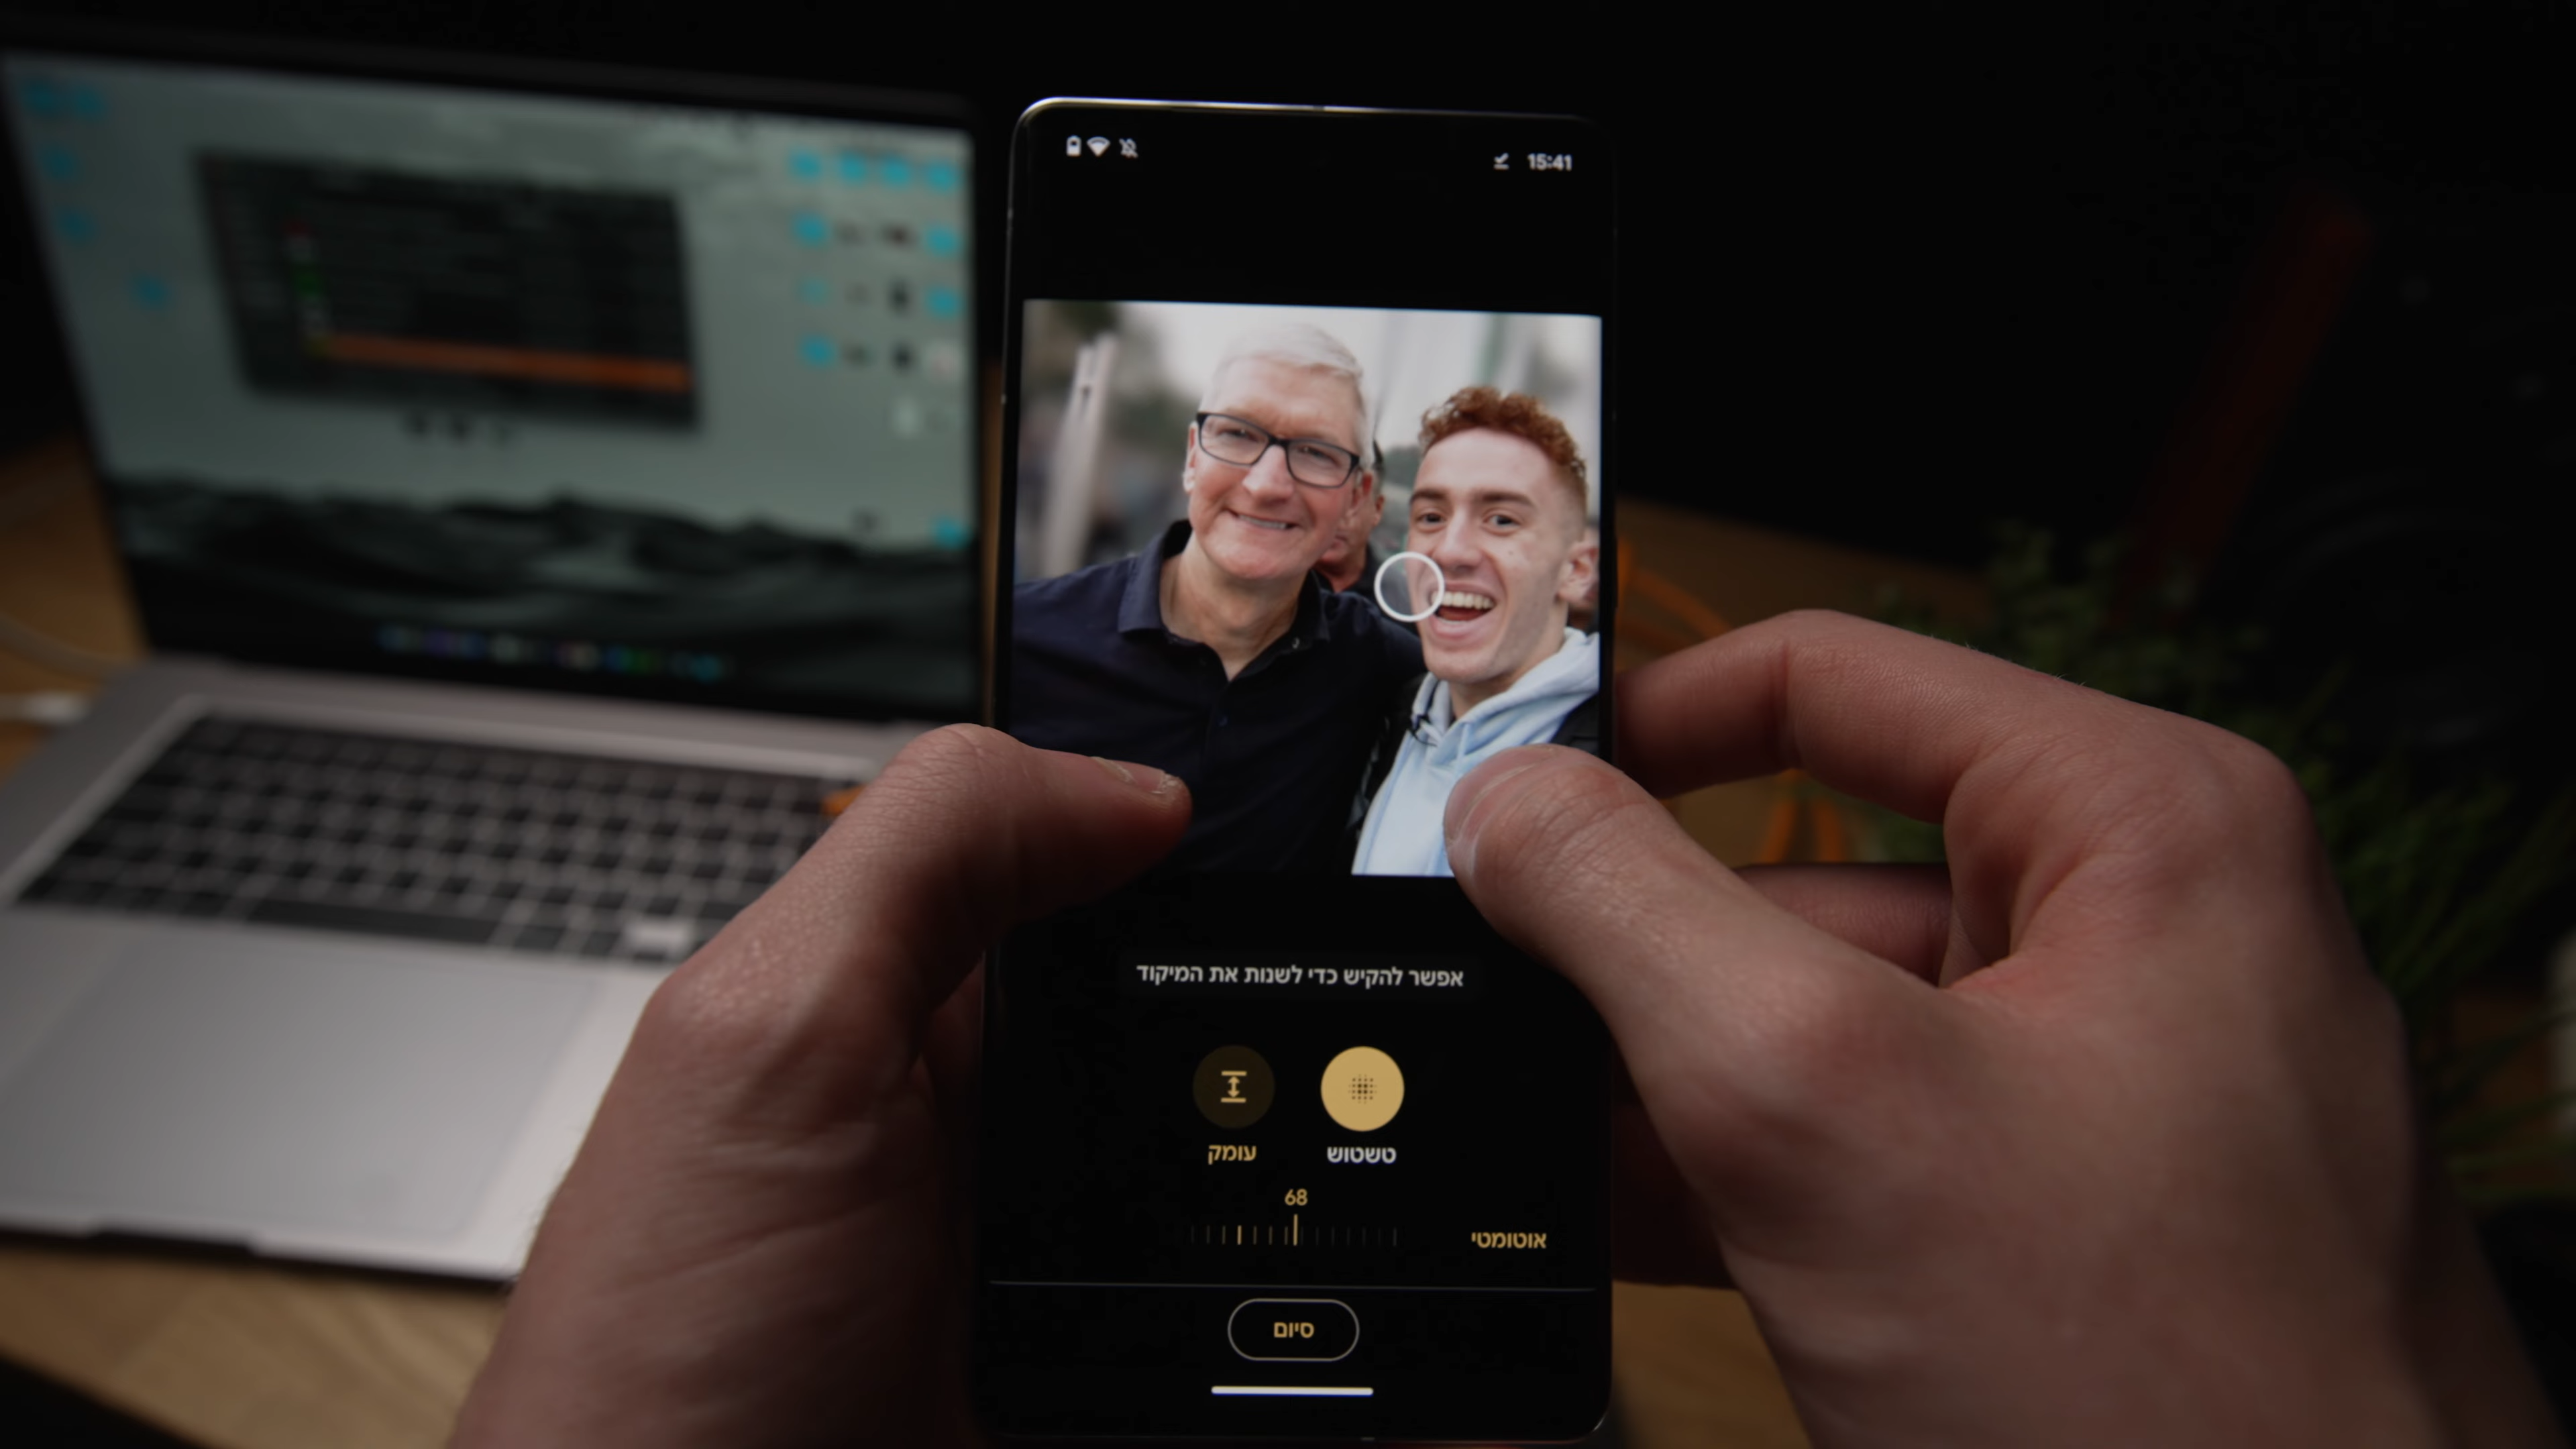 15:41
אפשר להקיש כדי לשנות את המיקוד
טשטוש
עומק
68
אוטומטי
סיום